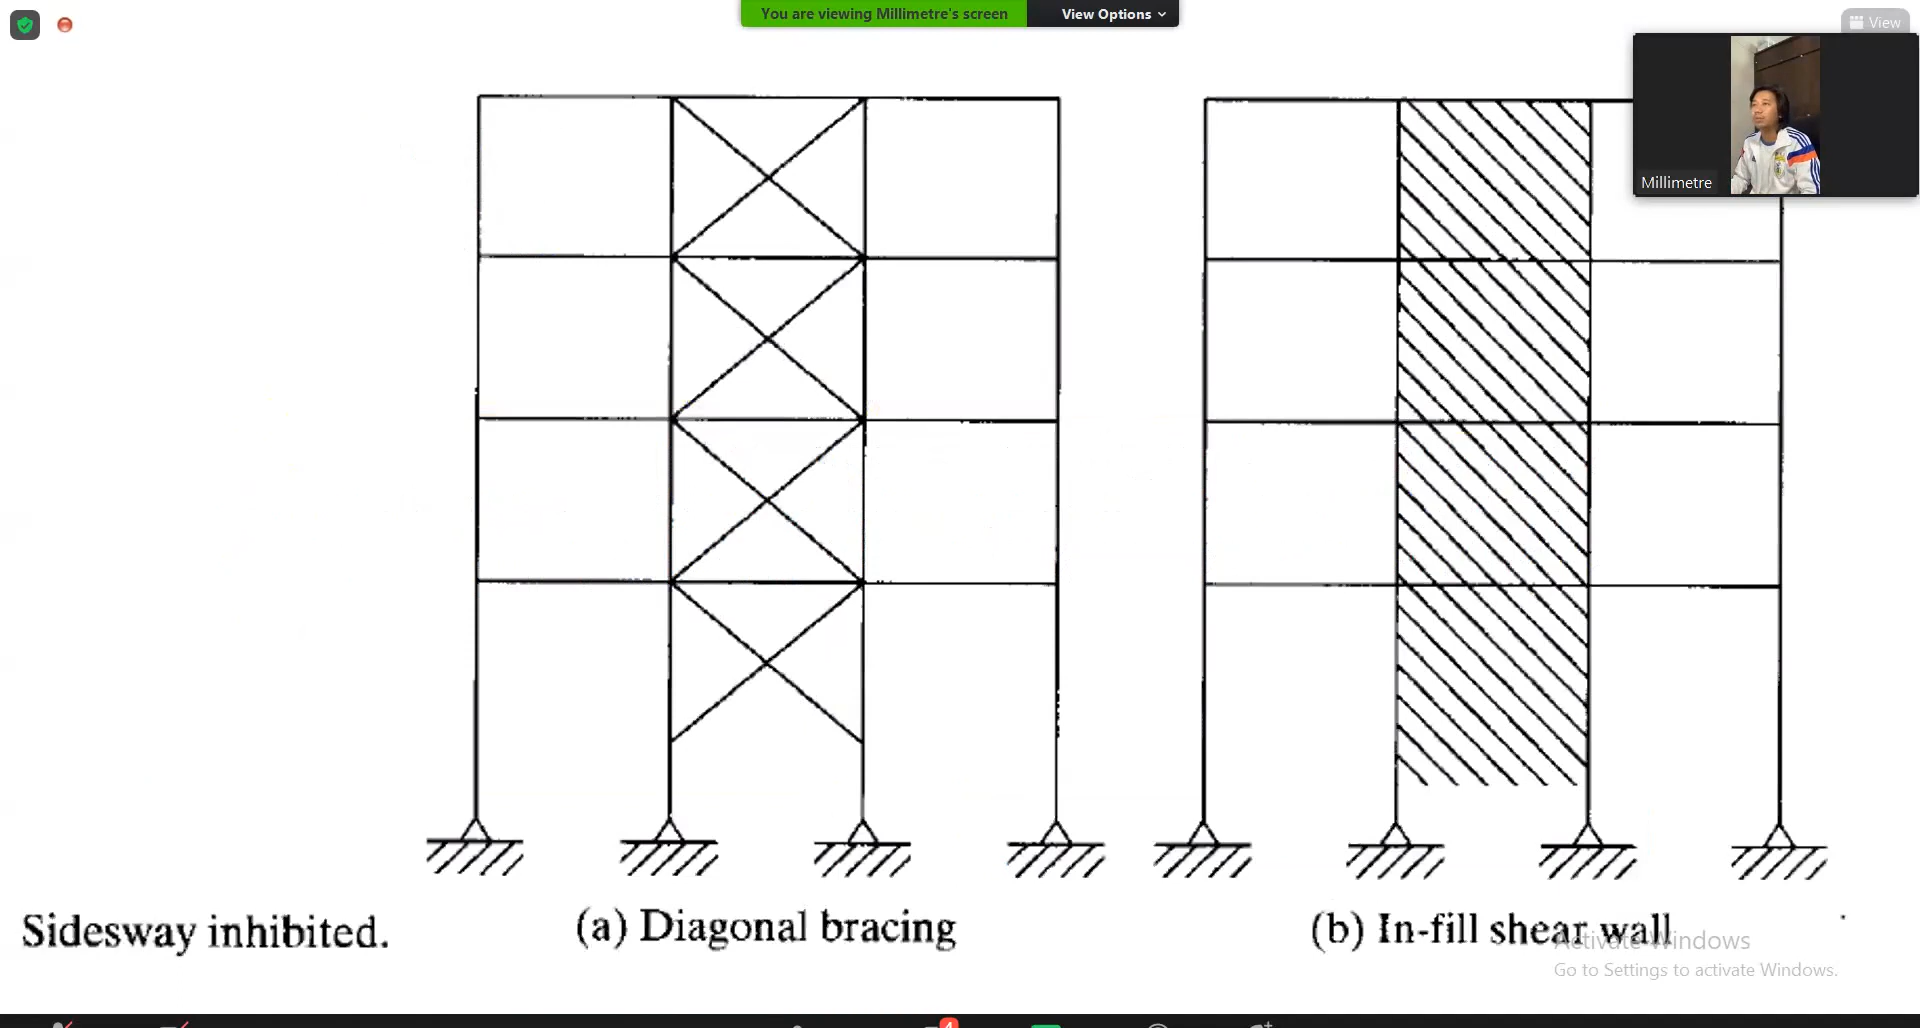 You are viewing Millimetre's screen
View Options
View
Millimetre
Sidesway inhibited.
(a) Diagonal bracing
(b) In-fill shear wall
Activate Windows
Go to Settings to activate Windows.
4